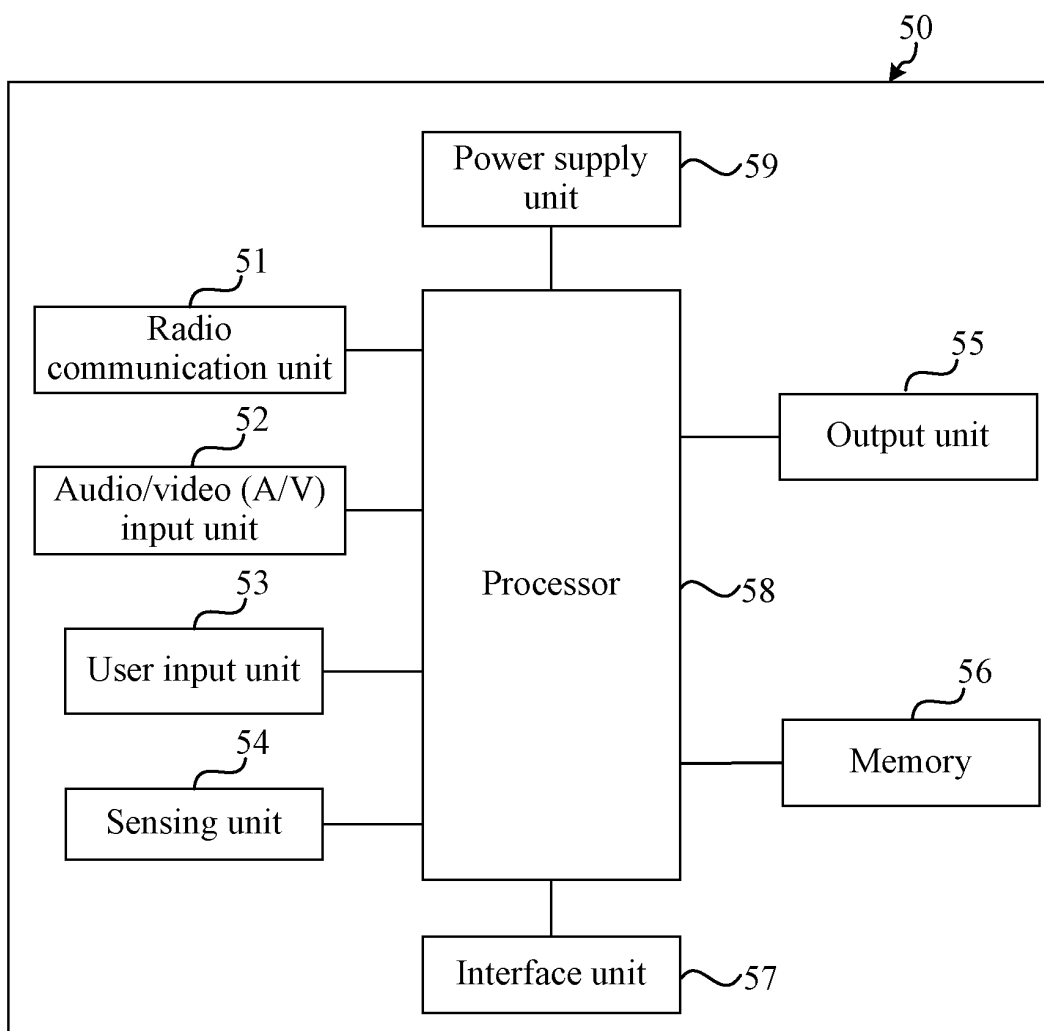 50
Power supply
unit
59
51
Radio
communication unit
52
Audio/video (A/V)
input unit
53
User input unit
54
Sensing unit
Processor
58
55
Output unit
56
Memory
Interface unit
57